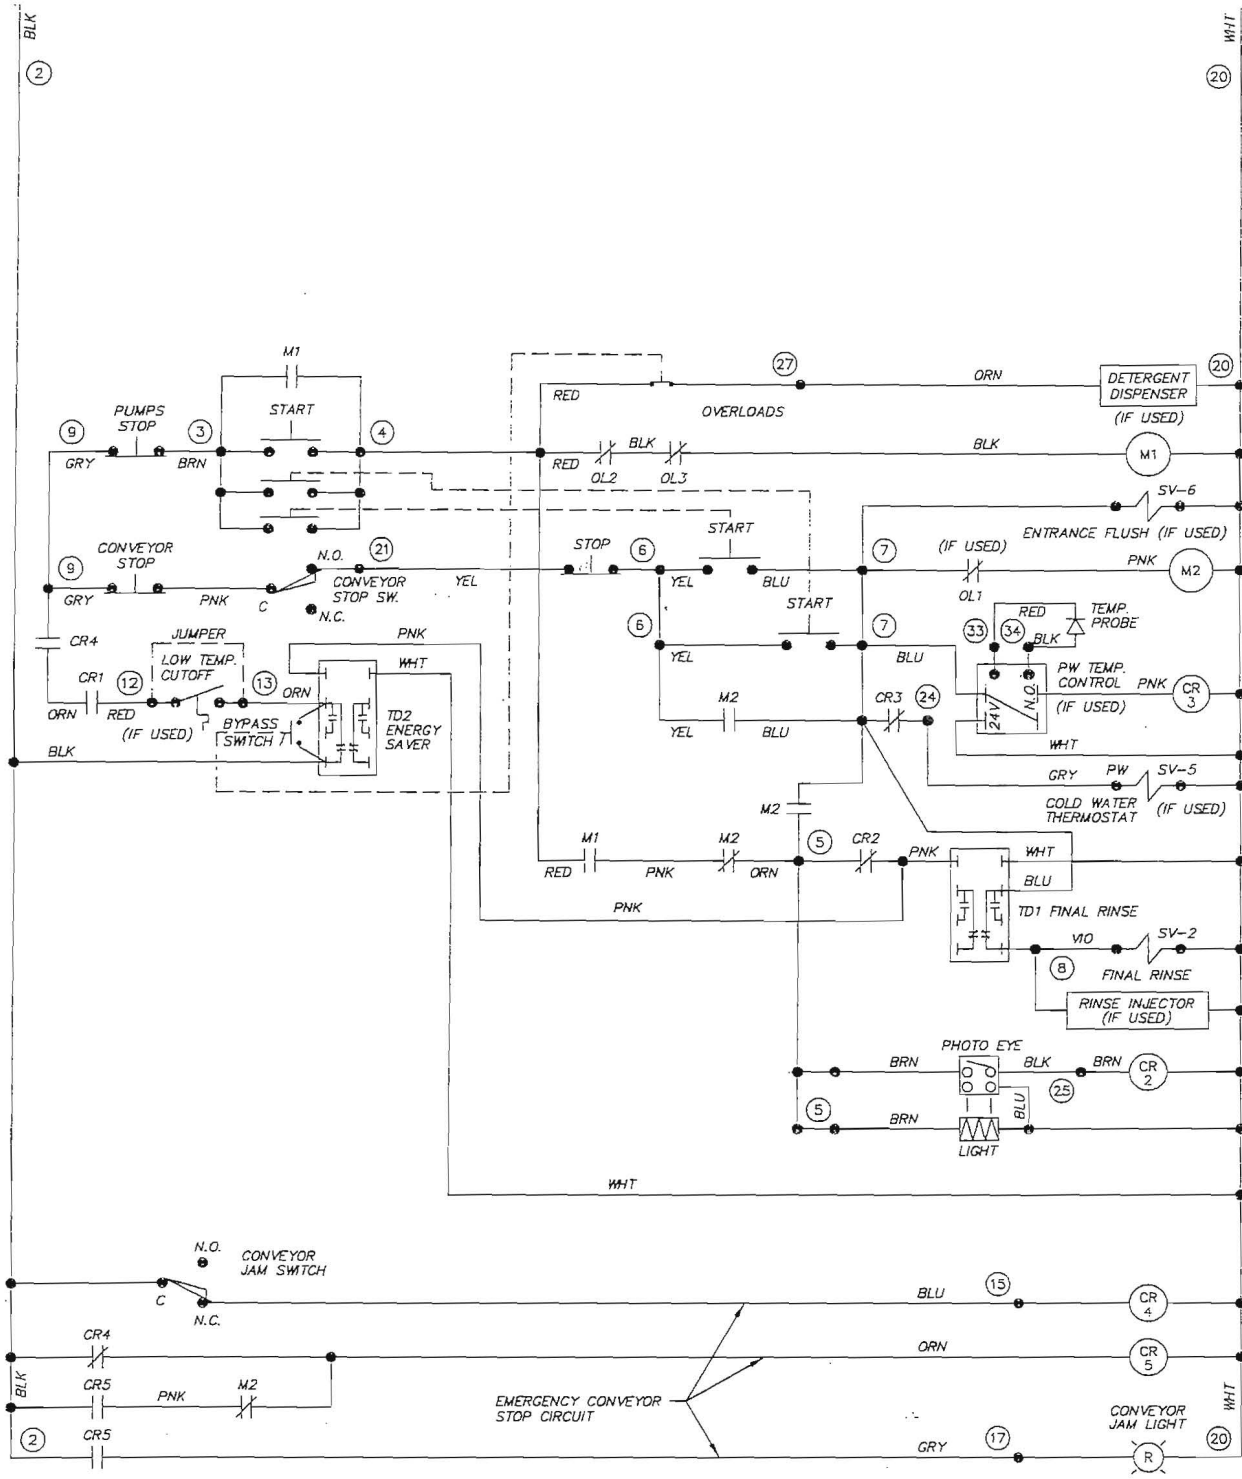 BLK
WHT
2
20
M1
27
ORN
20
DETERGENT
DISPENSER
(IF USED)
RED
OVERLOADS
PUMPS
STOP
START
9
3
4
GRY
BRN
RED
OL2
BLK
OL3
BLK
M1
SV-6
ENTRANCE FLUSH (IF USED)
CONVEYOR
STOP
N.O.
21
STOP
6
START
7
(IF USED)
PNK
M2
9
GRY
PNK
C
CONVEYOR
STOP SW.
N.C.
YEL
YEL
BLU
OL1
START
RED
TEMP.
PROBE
CR4
JUMPER
PNK
6
7
33
34
BLK
LOW TEMP.
CUTOFF
WHT
YEL
BLU
PW TEMP.
CONTROL
(IF USED)
PNK
CR
3
CR1
12
13
ORN
ORN
RED
(IF USED)
BYPASS
SWITCH
TD2
ENERGY
SAVER
M2
CR3
24
24V
N.O.
YEL
BLU
BLK
WHT
GRY
PW
SV-5
COLD WATER
THERMOSTAT
(IF USED)
M2
M1
M2
5
CR2
PNK
WHT
RED
PNK
ORN
BLU
PNK
TD1 FINAL RINSE
VIO
SV-2
8
FINAL RINSE
RINSE INJECTOR
(IF USED)
PHOTO EYE
BRN
BLK
BRN
CR
2
25
5
BRN
BLU
LIGHT
WHT
N.O.
CONVEYOR
JAM SWITCH
C
N.C.
BLU
15
CR
4
CR4
ORN
CR
5
BLK
CR5
PNK
M2
EMERGENCY CONVEYOR
STOP CIRCUIT
CONVEYOR
JAM LIGHT
WHT
2
CR5
GRY
17
R
20